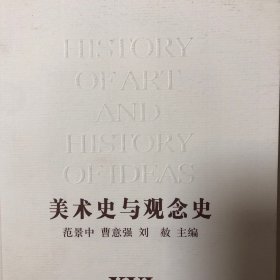 HISTORY
OF ART
AND
HISTORY
OF IDEAS
美术史与观念史
范景中 曹意强 刘 赦 主编